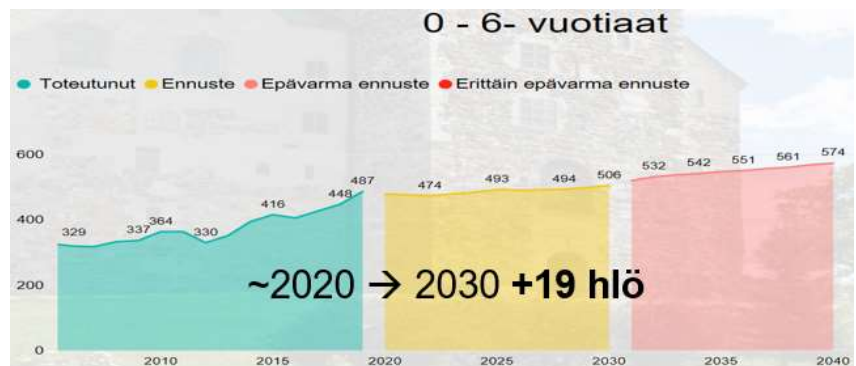 0 - 6- vuotiaat
Toteutunut Ennuste Epävarma ennuste Erittäin epävarma ennuste
600
400
200
0
329 337 364 330 416 448 487 474 493 494 506 532 542 551 561 574
~2020 → 2030 +19 hlö
2010 2015 2020 2025 2030 2035 2040